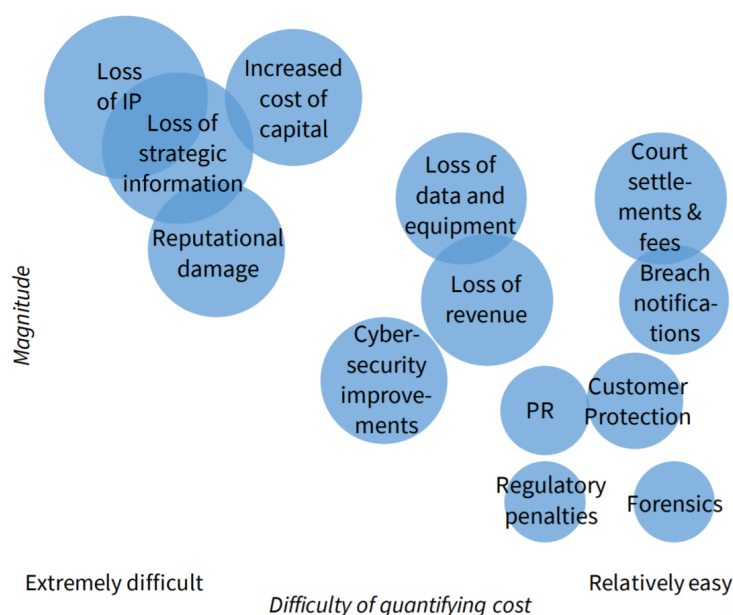 Loss
of IP
Increased
cost of
capital
Loss of
strategic
information
Reputational
damage
Loss of
data and
equipment
Court
settle-
ments &
fees
Loss of
revenue
Breach
notifica-
tions
Magnitude
Cyber-
security
improve-
ments
PR
Customer
Protection
Regulatory
penalties
Forensics
Extremely difficult
Difficulty of quantifying cost
Relatively easy